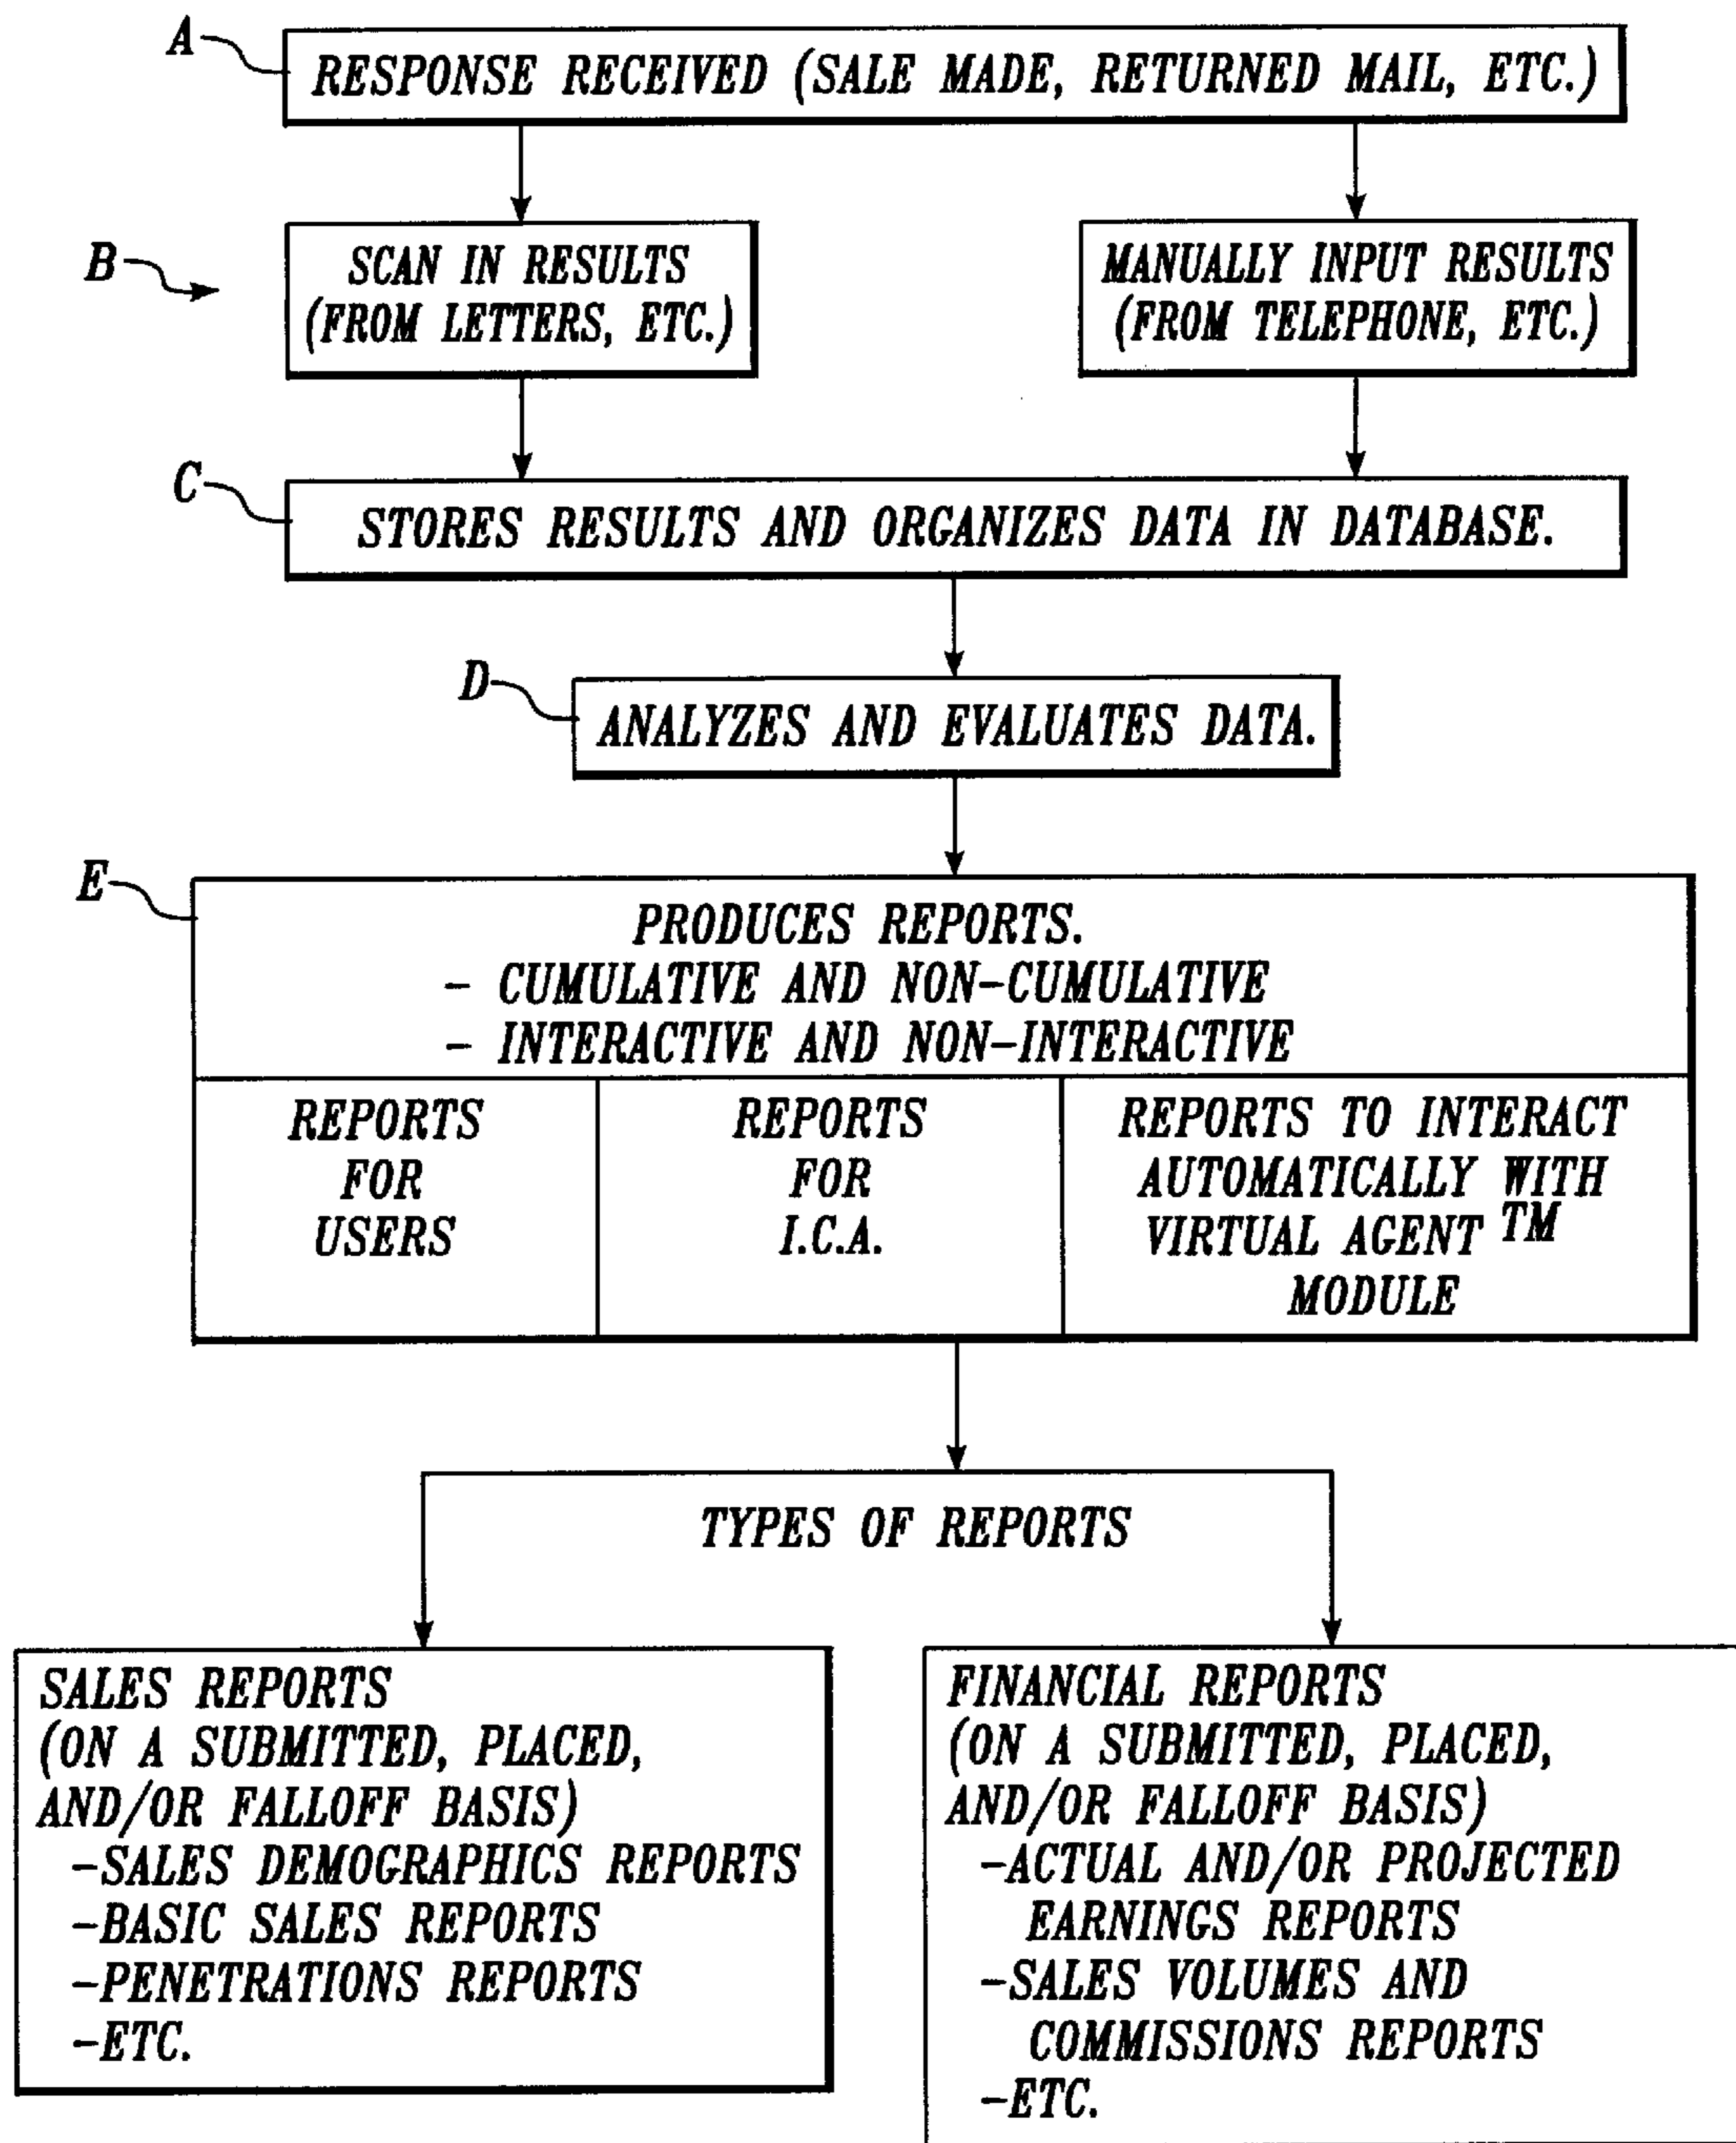 A
RESPONSE RECEIVED (SALE MADE, RETURNED MAIL, ETC.)
B
SCAN IN RESULTS
(FROM LETTERS, ETC.)
MANUALLY INPUT RESULTS
(FROM TELEPHONE, ETC.)
C
STORES RESULTS AND ORGANIZES DATA IN DATABASE.
D
ANALYZES AND EVALUATES DATA.
E
PRODUCES REPORTS.
- CUMULATIVE AND NON-CUMULATIVE
- INTERACTIVE AND NON-INTERACTIVE
REPORTS
FOR
USERS
REPORTS
FOR
I.C.A.
REPORTS TO INTERACT
AUTOMATICALLY WITH
VIRTUAL AGENT TM
MODULE
TYPES OF REPORTS
SALES REPORTS
(ON A SUBMITTED, PLACED,
AND/OR FALLOFF BASIS)
-SALES DEMOGRAPHICS REPORTS
-BASIC SALES REPORTS
-PENETRATIONS REPORTS
-ETC.
FINANCIAL REPORTS
(ON A SUBMITTED, PLACED,
AND/OR FALLOFF BASIS)
-ACTUAL AND/OR PROJECTED
EARNINGS REPORTS
-SALES VOLUMES AND
COMMISSIONS REPORTS
-ETC.